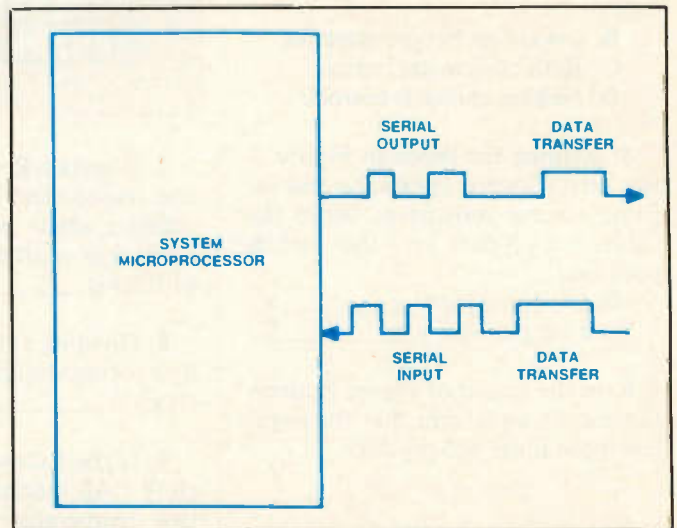 SERIAL
OUTPUT
DATA
TRANSFER
SYSTEM
MICROPROCESSOR
SERIAL
INPUT
DATA
TRANSFER